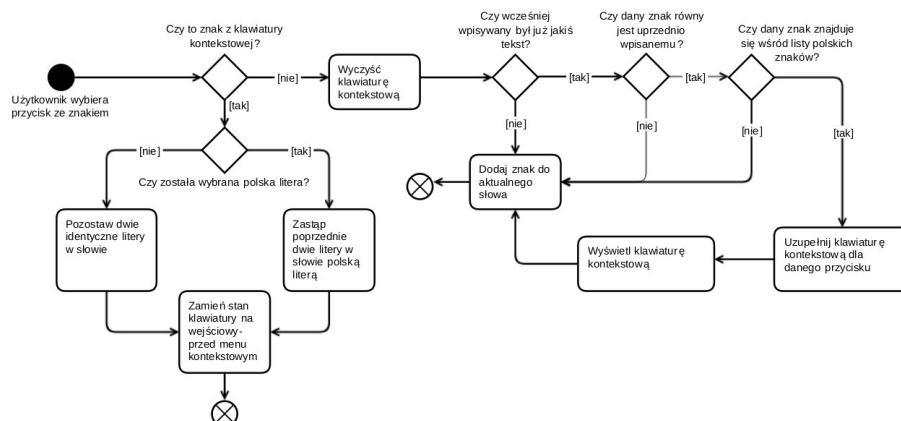 Czy to znak z klawiatury
kontekstowej?
Użytkownik wybiera
przycisk ze znakiem
[nie]
[tak]
Wyczyść
klawiaturę
kontekstową
Czy wcześniej
wpisywany był już jakiś
tekst?
[tak]
[nie]
Czy dany znak równy
jest uprzednio
wpisanemu?
[tak]
[nie]
Czy dany znak znajduje
się wśród listy polskich
znaków?
[nie]
[tak]
[nie]
[tak]
Czy została wybrana polska litera?
Dodaj znak do
aktualnego
słowa
Pozostaw dwie
identyczne litery
w słowie
Zastąp
poprzednie
dwie litery w
słowie polską
literą
Wyświetl klawiaturę
kontekstową
Uzupełnij klawiaturę
kontekstową dla
danego przycisku
Zamień stan
klawiatury na
wejściowy-
przed menu
kontekstowym